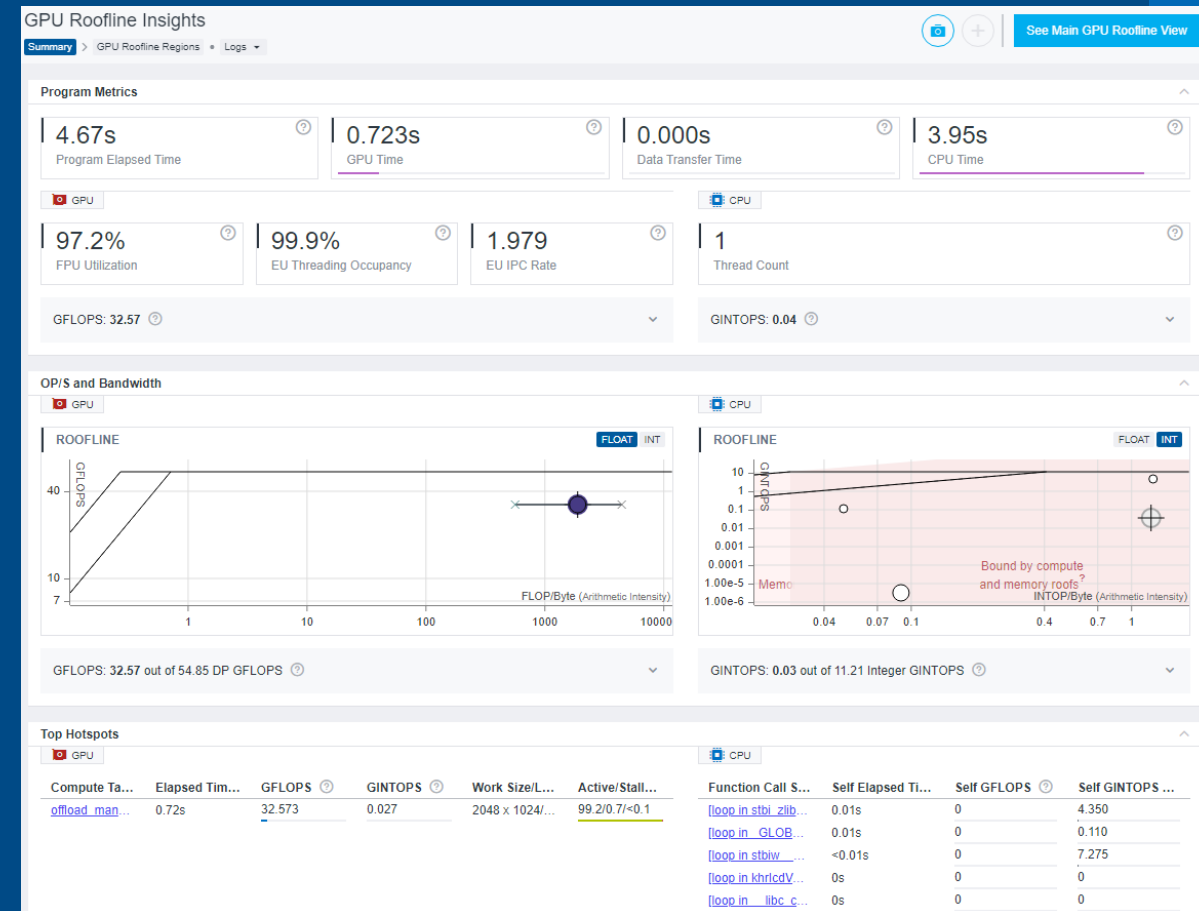 GPU Roofline Insights
Summary > GPU Roofline Regions • Logs
See Main GPU Roofline View
Program Metrics
4.67s
Program Elapsed Time
0.723s
GPU Time
0.000s
Data Transfer Time
3.95s
CPU Time
GPU
97.2%
FPU Utilization
99.9%
EU Threading Occupancy
1.979
EU IPC Rate
GFLOPS: 32.57
CPU
1
Thread Count
GINTOPS: 0.04
OP/S and Bandwidth
GPU
ROOFLINE
FLOAT INT
GFLOPS
40
10
7
FLOP/Byte (Arithmetic Intensity)
1 10 100 1000 10000
GFLOPS: 32.57 out of 54.85 DP GFLOPS
CPU
ROOFLINE
FLOAT INT
GINTOPS
10
1
0.1
0.01
0.001
0.0001
1.00e-5
1.00e-6
Memo
Bound by compute
and memory roofs?
INTOP/Byte (Arithmetic Intensity)
0.04 0.07 0.1 0.4 0.7 1
GINTOPS: 0.03 out of 11.21 Integer GINTOPS
Top Hotspots
GPU
Compute Ta... Elapsed Tim... GFLOPS GINTOPS Work Size/L... Active/Stall...
offload_man... 0.72s 32.573 0.027 2048 x 1024/... 99.2/0.7/<0.1
CPU
Function Call S... Self Elapsed Ti... Self GFLOPS Self GINTOPS ...
[loop in stbi_zlib... 0.01s 0 4.350
[loop in _GLOB... 0.01s 0 0.110
[loop in stbiw__... <0.01s 0 7.275
[loop in khrIcdV... 0s 0 0
[loop in __libc_c... 0s 0 0